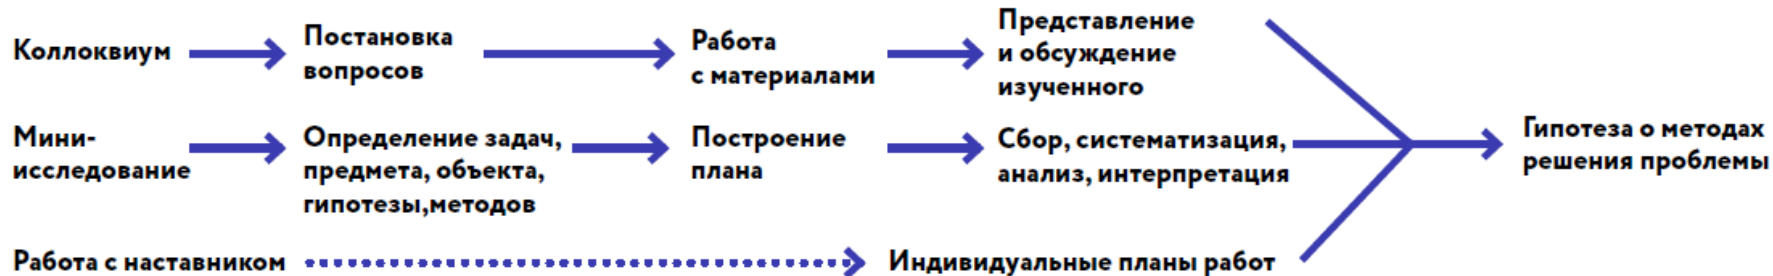 Коллоквиум
Постановка
вопросов
Работа
с материалами
Представление
и обсуждение
изученного
Мини-
исследование
Определение задач,
предмета, объекта,
гипотезы,методов
Построение
плана
Сбор, систематизация,
анализ, интерпретация
Гипотеза о методах
решения проблемы
Работа с наставником
Индивидуальные планы работ